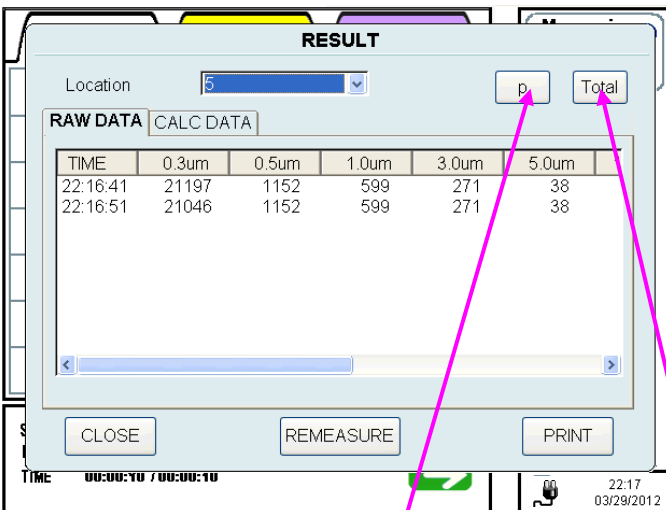 RESULT
Location 5 p Total
RAW DATA CALC DATA
TIME 0.3um 0.5um 1.0um 3.0um 5.0um
22:16:41 21197 1152 599 271 38
22:16:51 21046 1152 599 271 38
CLOSE REMEASURE PRINT
TIME 00:00:10 / 00:00:10
22:17
03/29/2012